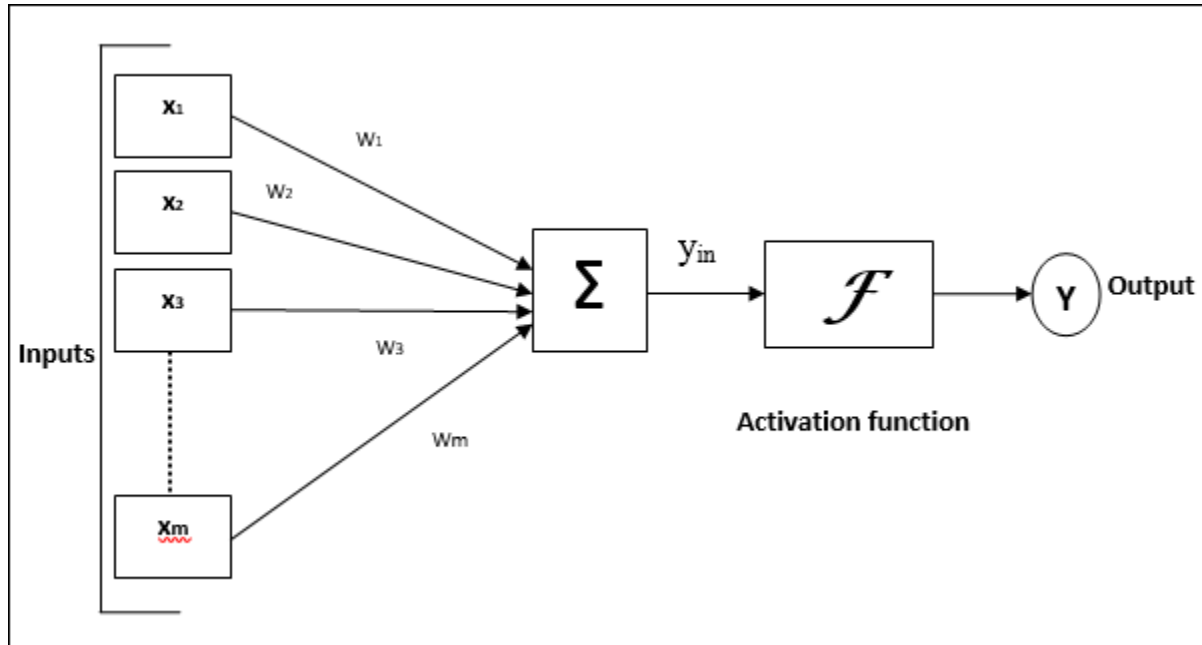 x1
W1
x2
W2
x3
W3
Inputs
Σ
yin
ℱ
Y
Output
Activation function
Wm
xm